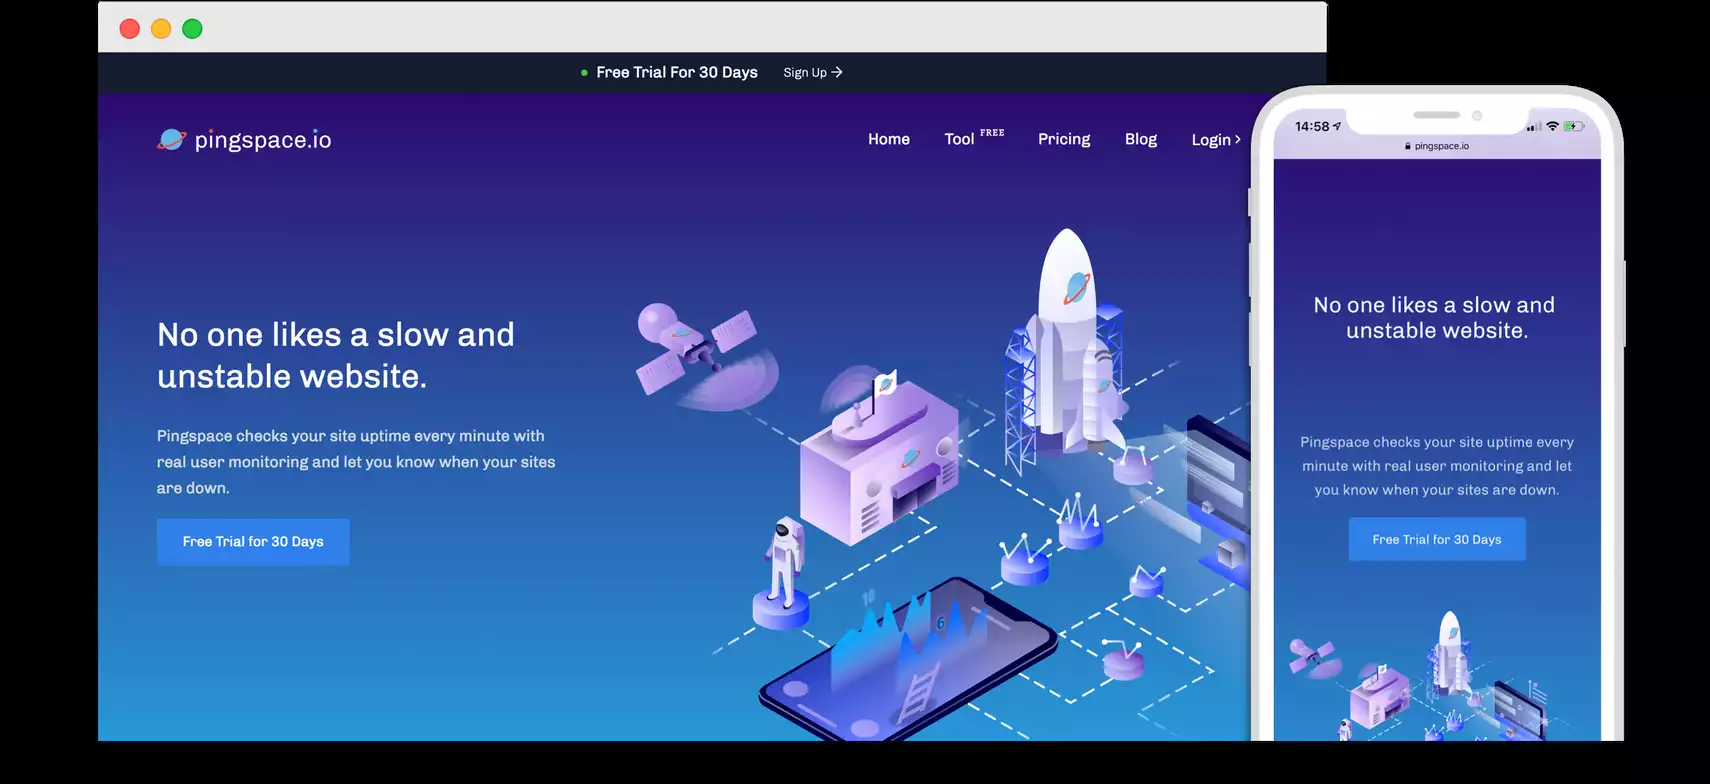 Free Trial For 30 Days Sign Up →
pingspace.io
Home Tool FREE Pricing Blog Login ›
No one likes a slow and
unstable website.
Pingspace checks your site uptime every minute with
real user monitoring and let you know when your sites
are down.
Free Trial for 30 Days
14:58
pingspace.io
No one likes a slow and
unstable website.
Pingspace checks your site uptime every
minute with real user monitoring and let
you know when your sites are down.
Free Trial for 30 Days